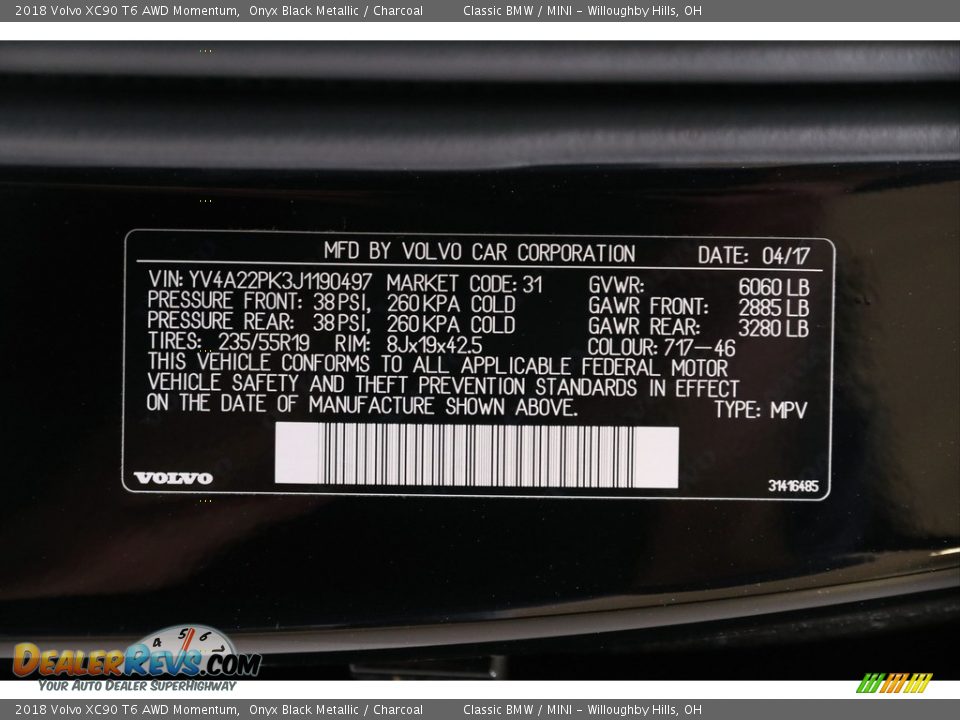 2018 Volvo XC90 T6 AWD Momentum, Onyx Black Metallic / Charcoal Classic BMW / MINI - Willoughby Hills, OH
MFD BY VOLVO CAR CORPORATION DATE: 04/17
VIN: YV4A22PK3J1190497 MARKET CODE: 31 GVWR: 6060 LB
PRESSURE FRONT: 38 PSI, 260 KPA COLD GAWR FRONT: 2885 LB
PRESSURE REAR: 38 PSI, 260 KPA COLD GAWR REAR: 3280 LB
TIRES: 235/55R19 RIM: 8Jx19x42.5 COLOUR: 717-46
THIS VEHICLE CONFORMS TO ALL APPLICABLE FEDERAL MOTOR
VEHICLE SAFETY AND THEFT PREVENTION STANDARDS IN EFFECT
ON THE DATE OF MANUFACTURE SHOWN ABOVE. TYPE: MPV
VOLVO 31416485
4 5 6 7
DEALERREVS.COM
YOUR AUTO DEALER SUPERHIGHWAY
2018 Volvo XC90 T6 AWD Momentum, Onyx Black Metallic / Charcoal Classic BMW / MINI - Willoughby Hills, OH